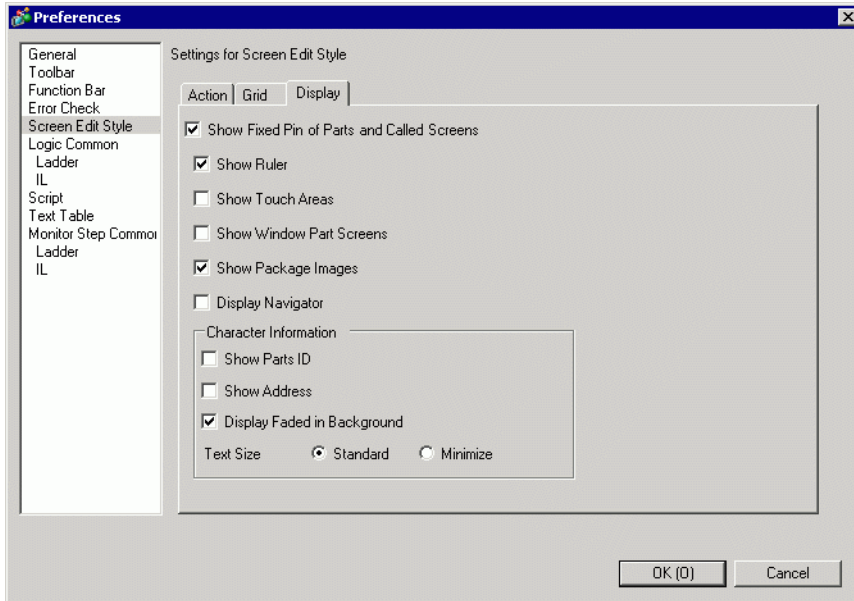 Preferences
General
Toolbar
Function Bar
Error Check
Screen Edit Style
Logic Common
Ladder
IL
Script
Text Table
Monitor Step Commor
Ladder
IL
Settings for Screen Edit Style
Action
Grid
Display
Show Fixed Pin of Parts and Called Screens
Show Ruler
Show Touch Areas
Show Window Part Screens
Show Package Images
Display Navigator
Character Information
Show Parts ID
Show Address
Display Faded in Background
Text Size Standard Minimize
OK (O) Cancel